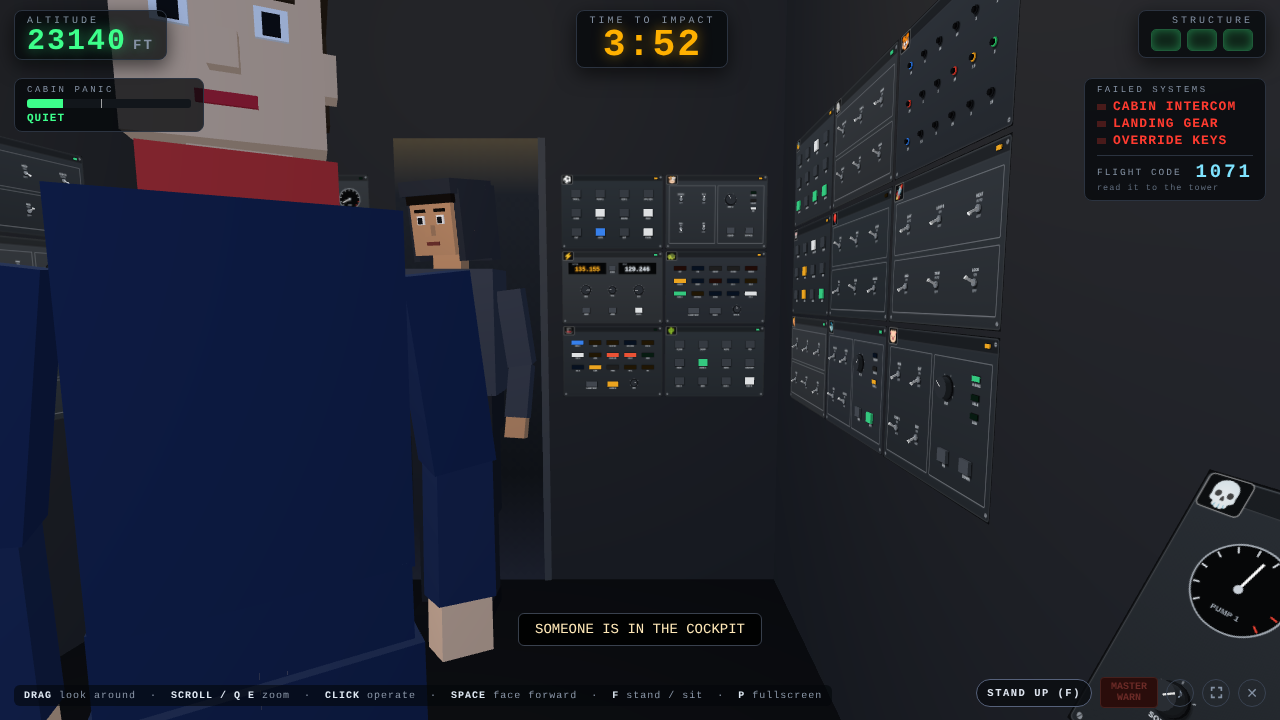 ALTITUDE
23140 FT
CABIN PANIC
QUIET
TIME TO IMPACT
3:52
STRUCTURE
FAILED SYSTEMS
CABIN INTERCOM
LANDING GEAR
OVERRIDE KEYS
FLIGHT CODE 1071
read it to the tower
135.155 129.246
PUMP 1
SOMEONE IS IN THE COCKPIT
DRAG look around · SCROLL / Q E zoom · CLICK operate · SPACE face forward · F stand / sit · P fullscreen
STAND UP (F)
MASTER WARN